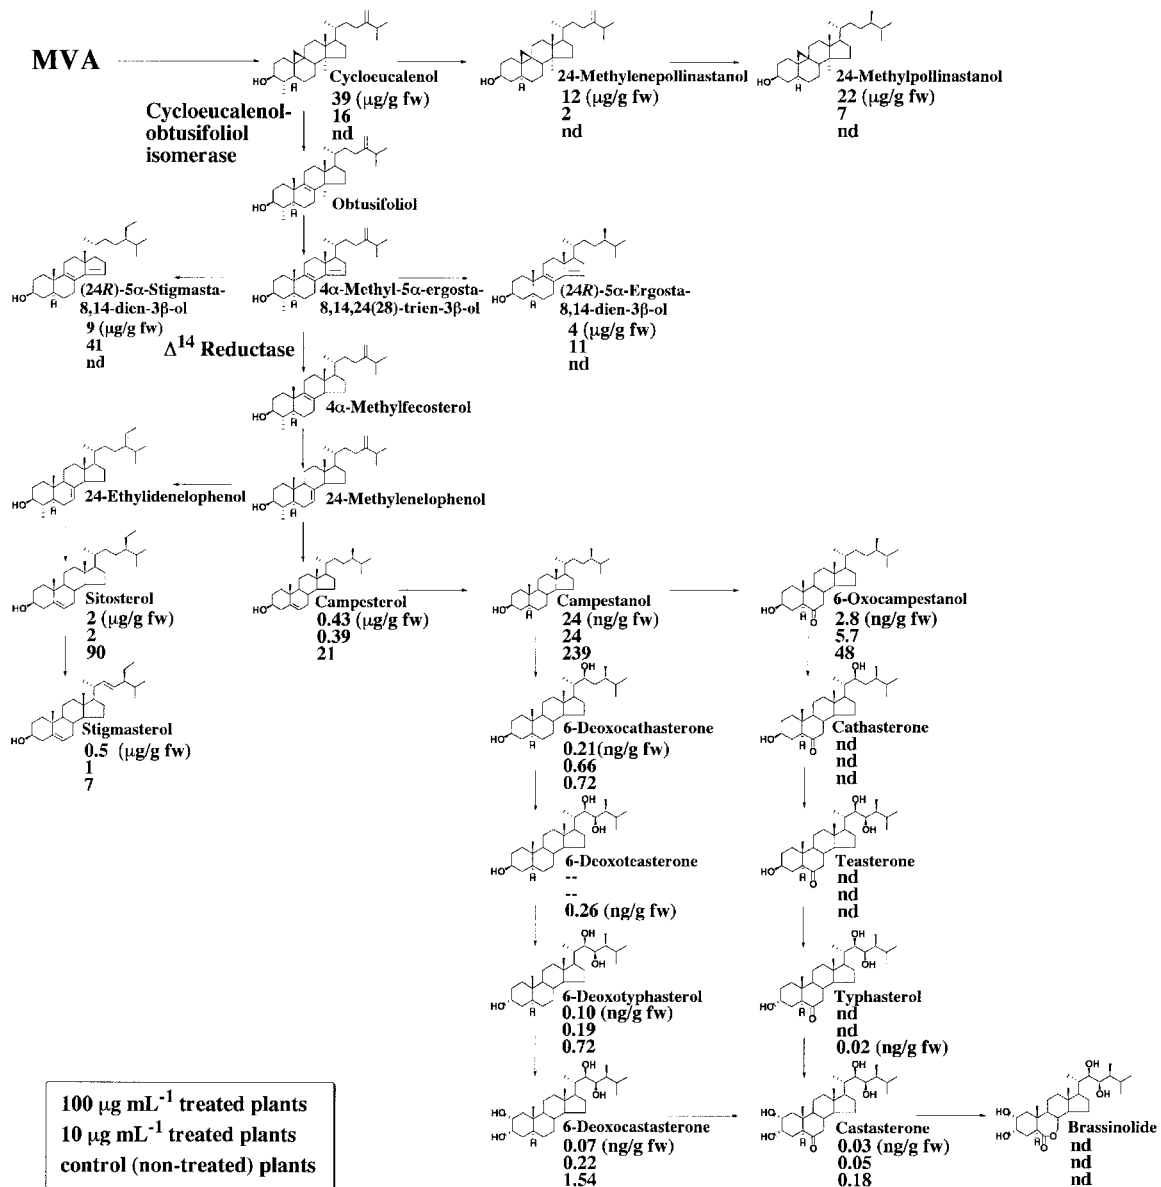 MVA
Cycloeucalenol
39 (μg/g fw)
16
nd
24-Methylenepollinastanol
12 (μg/g fw)
2
nd
24-Methylpollinastanol
22 (μg/g fw)
7
nd
Cycloeucalenol-
obtusifoliol
isomerase
Obtusifoliol
(24R)-5α-Stigmasta-
8,14-dien-3β-ol
9 (μg/g fw)
41
nd
4α-Methyl-5α-ergosta-
8,14,24(28)-trien-3β-ol
(24R)-5α-Ergosta-
8,14-dien-3β-ol
4 (μg/g fw)
11
nd
Δ14 Reductase
4α-Methylfecosterol
24-Ethylidenelophenol
24-Methylenelophenol
Sitosterol
2 (μg/g fw)
2
90
Campesterol
0.43 (μg/g fw)
0.39
21
Campestanol
24 (ng/g fw)
24
239
6-Oxocampestanol
2.8 (ng/g fw)
5.7
48
Stigmasterol
0.5 (μg/g fw)
1
7
6-Deoxocathasterone
0.21(ng/g fw)
0.66
0.72
Cathasterone
nd
nd
nd
6-Deoxoteasterone
--
--
0.26 (ng/g fw)
Teasterone
nd
nd
nd
6-Deoxotyphasterol
0.10 (ng/g fw)
0.19
0.72
Typhasterol
nd
nd
0.02 (ng/g fw)
6-Deoxocastasterone
0.07 (ng/g fw)
0.22
1.54
Castasterone
0.03 (ng/g fw)
0.05
0.18
Brassinolide
nd
nd
nd
100 μg mL-1 treated plants
10 μg mL-1 treated plants
control (non-treated) plants